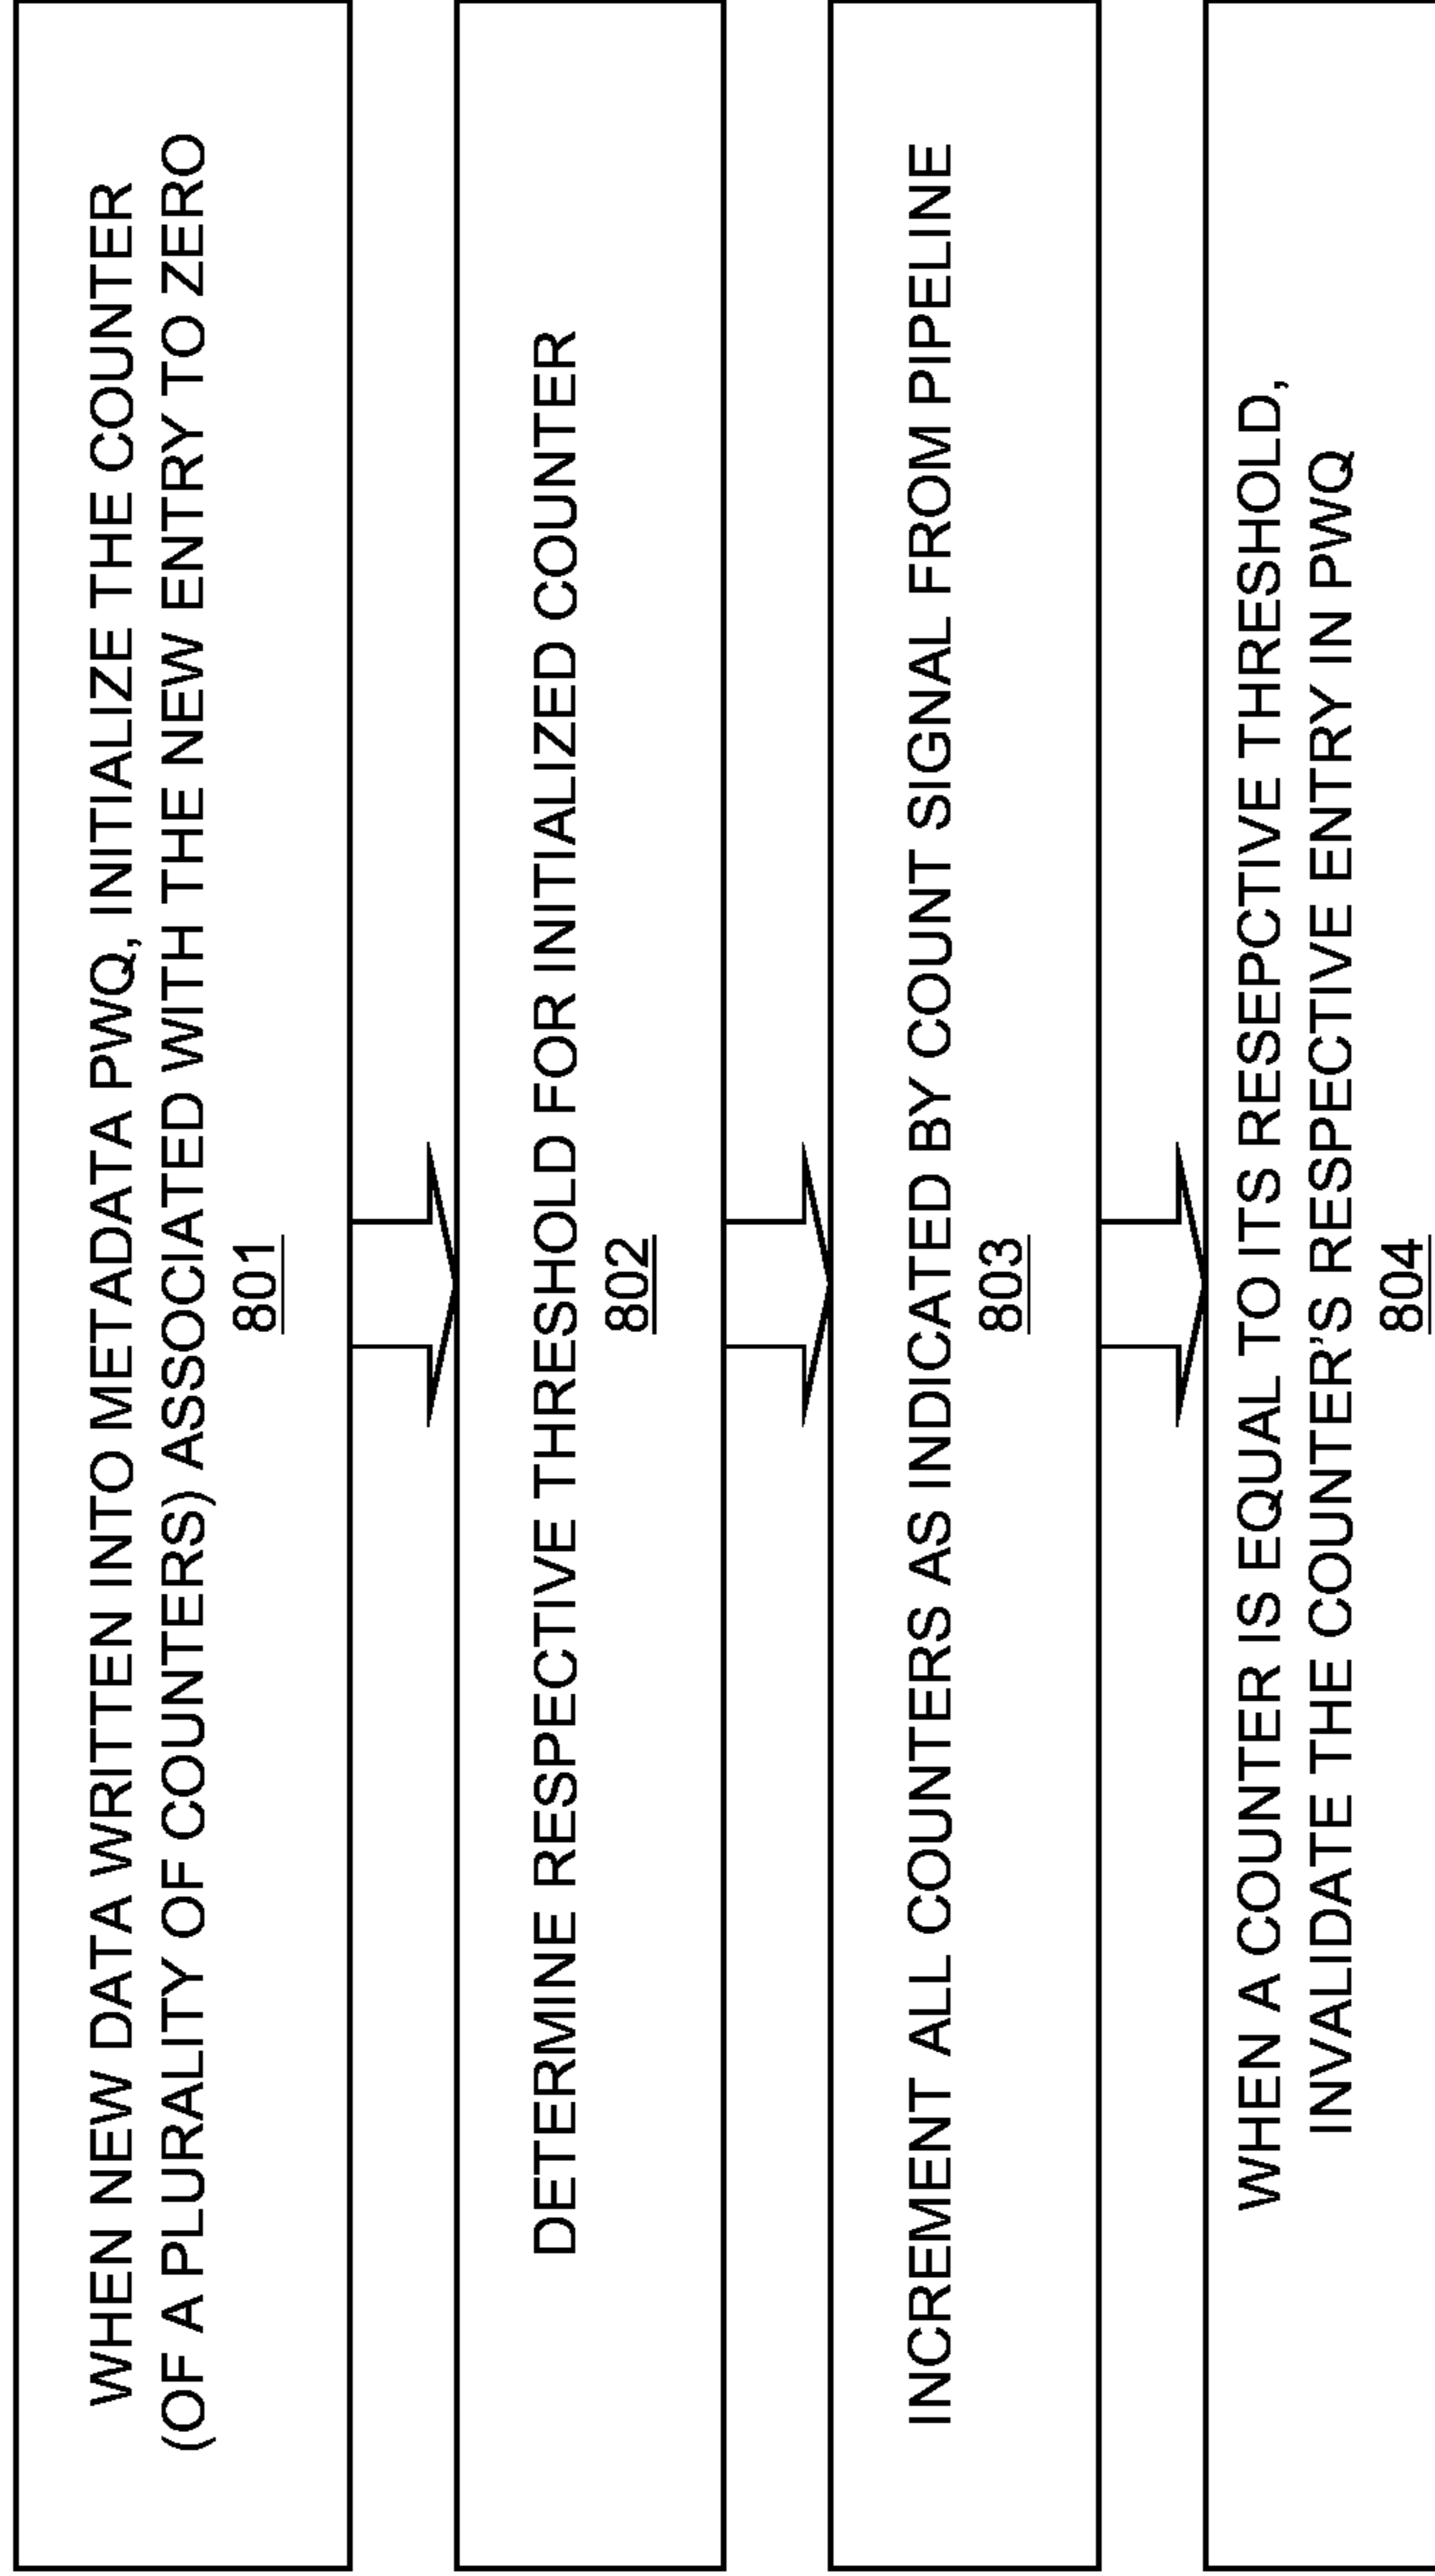 WHEN NEW DATA WRITTEN INTO METADATA PWQ, INITIALIZE THE COUNTER
(OF A PLURALITY OF COUNTERS) ASSOCIATED WITH THE NEW ENTRY TO ZERO
801
DETERMINE RESPECTIVE THRESHOLD FOR INITIALIZED COUNTER
802
INCREMENT ALL COUNTERS AS INDICATED BY COUNT SIGNAL FROM PIPELINE
803
WHEN A COUNTER IS EQUAL TO ITS RESEPCTIVE THRESHOLD,
INVALIDATE THE COUNTER'S RESPECTIVE ENTRY IN PWQ
804